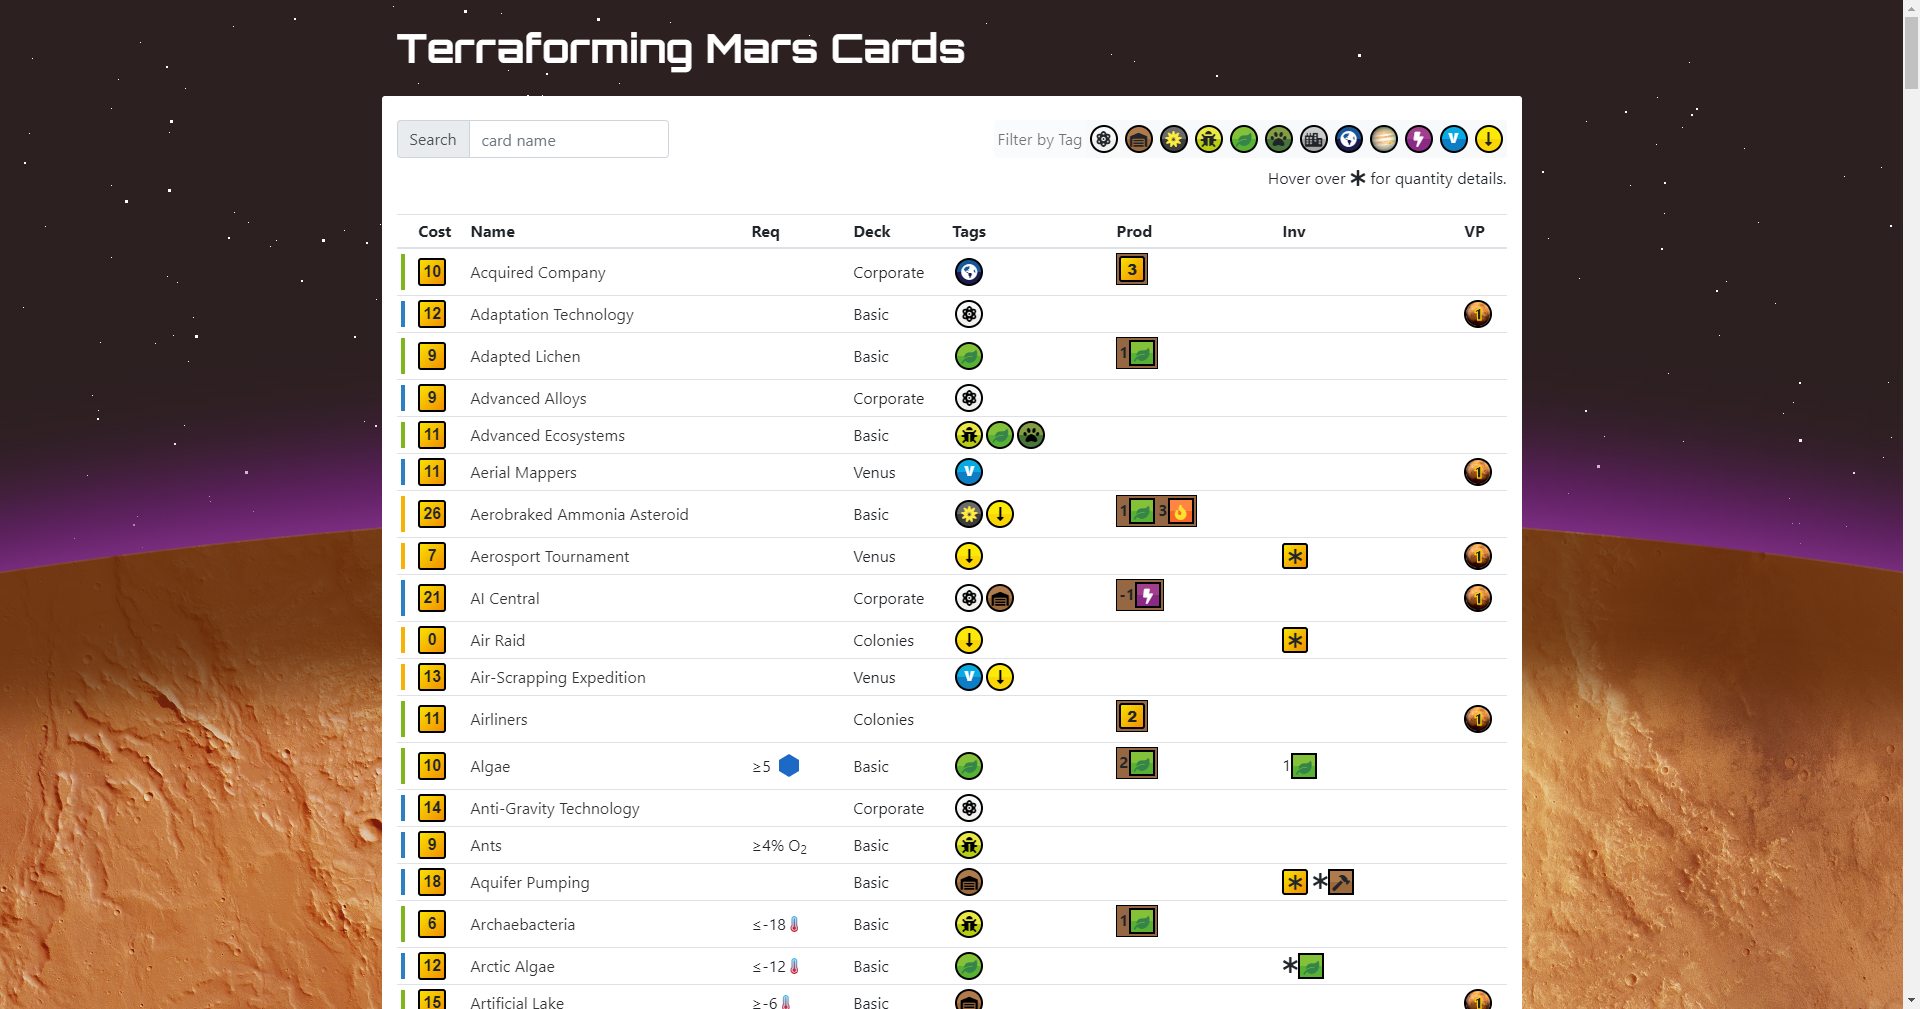 Terraforming Mars Cards
Search card name Filter by Tag V
Hover over * for quantity details.
Cost Name Req Deck Tags Prod Inv VP
10 Acquired Company Corporate 3
12 Adaptation Technology Basic 1
9 Adapted Lichen Basic 1
9 Advanced Alloys Corporate
11 Advanced Ecosystems Basic
11 Aerial Mappers Venus V 1
26 Aerobraked Ammonia Asteroid Basic 1 3
7 Aerosport Tournament Venus * 1
21 AI Central Corporate -1 1
0 Air Raid Colonies *
13 Air-Scrapping Expedition Venus V
11 Airliners Colonies 2 1
10 Algae ≥5 Basic 2 1
14 Anti-Gravity Technology Corporate
9 Ants ≥4% O₂ Basic
18 Aquifer Pumping Basic * *
6 Archaebacteria ≤-18 Basic 1
12 Arctic Algae ≤-12 Basic *
15 Artificial Lake ≥-6 Basic 1